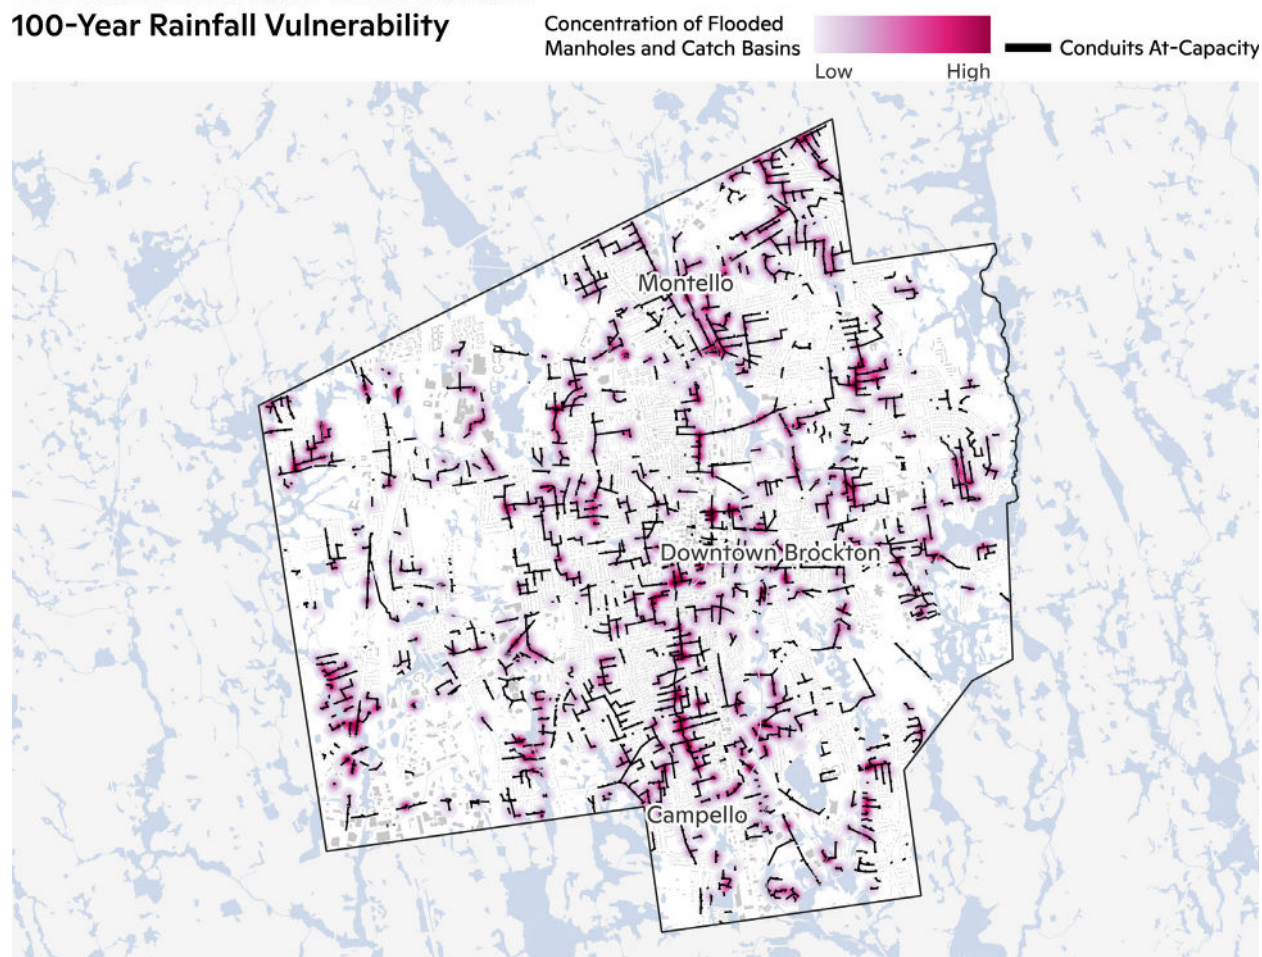 100-Year Rainfall Vulnerability
Concentration of Flooded
Manholes and Catch Basins
Low
High
Conduits At-Capacity
Montello
Downtown Brockton
Campello